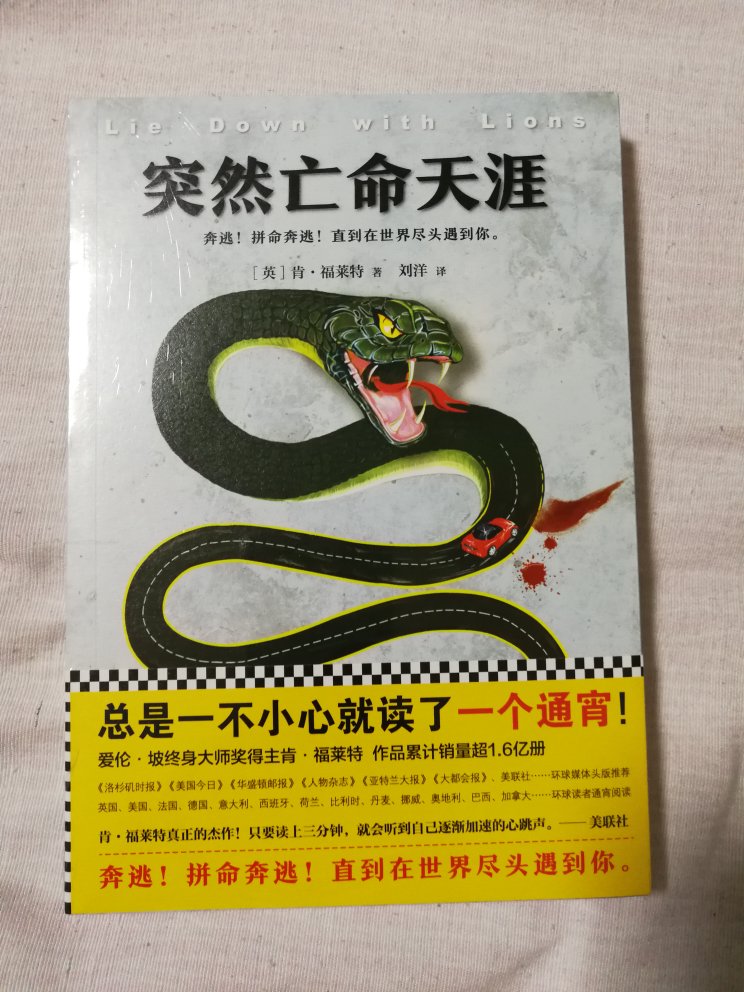 Lie Down with Lions
突然亡命天涯
奔逃！拼命奔逃！直到在世界尽头遇到你。
［英］肯·福莱特 著 刘洋 译
总是一不小心就读了一个通宵！
爱伦·坡终身大师奖得主肯·福莱特 作品累计销量超1.6亿册
《洛杉矶时报》《美国今日》《华盛顿邮报》《人物杂志》《亚特兰大报》《大都会报》、美联社……环球媒体头版推荐
英国、美国、法国、德国、意大利、西班牙、荷兰、比利时、丹麦、挪威、奥地利、巴西、加拿大……环球读者通宵阅读
肯·福莱特真正的杰作！只要读上三分钟，就会听到自己逐渐加速的心跳声。——美联社
奔逃！拼命奔逃！直到在世界尽头遇到你。